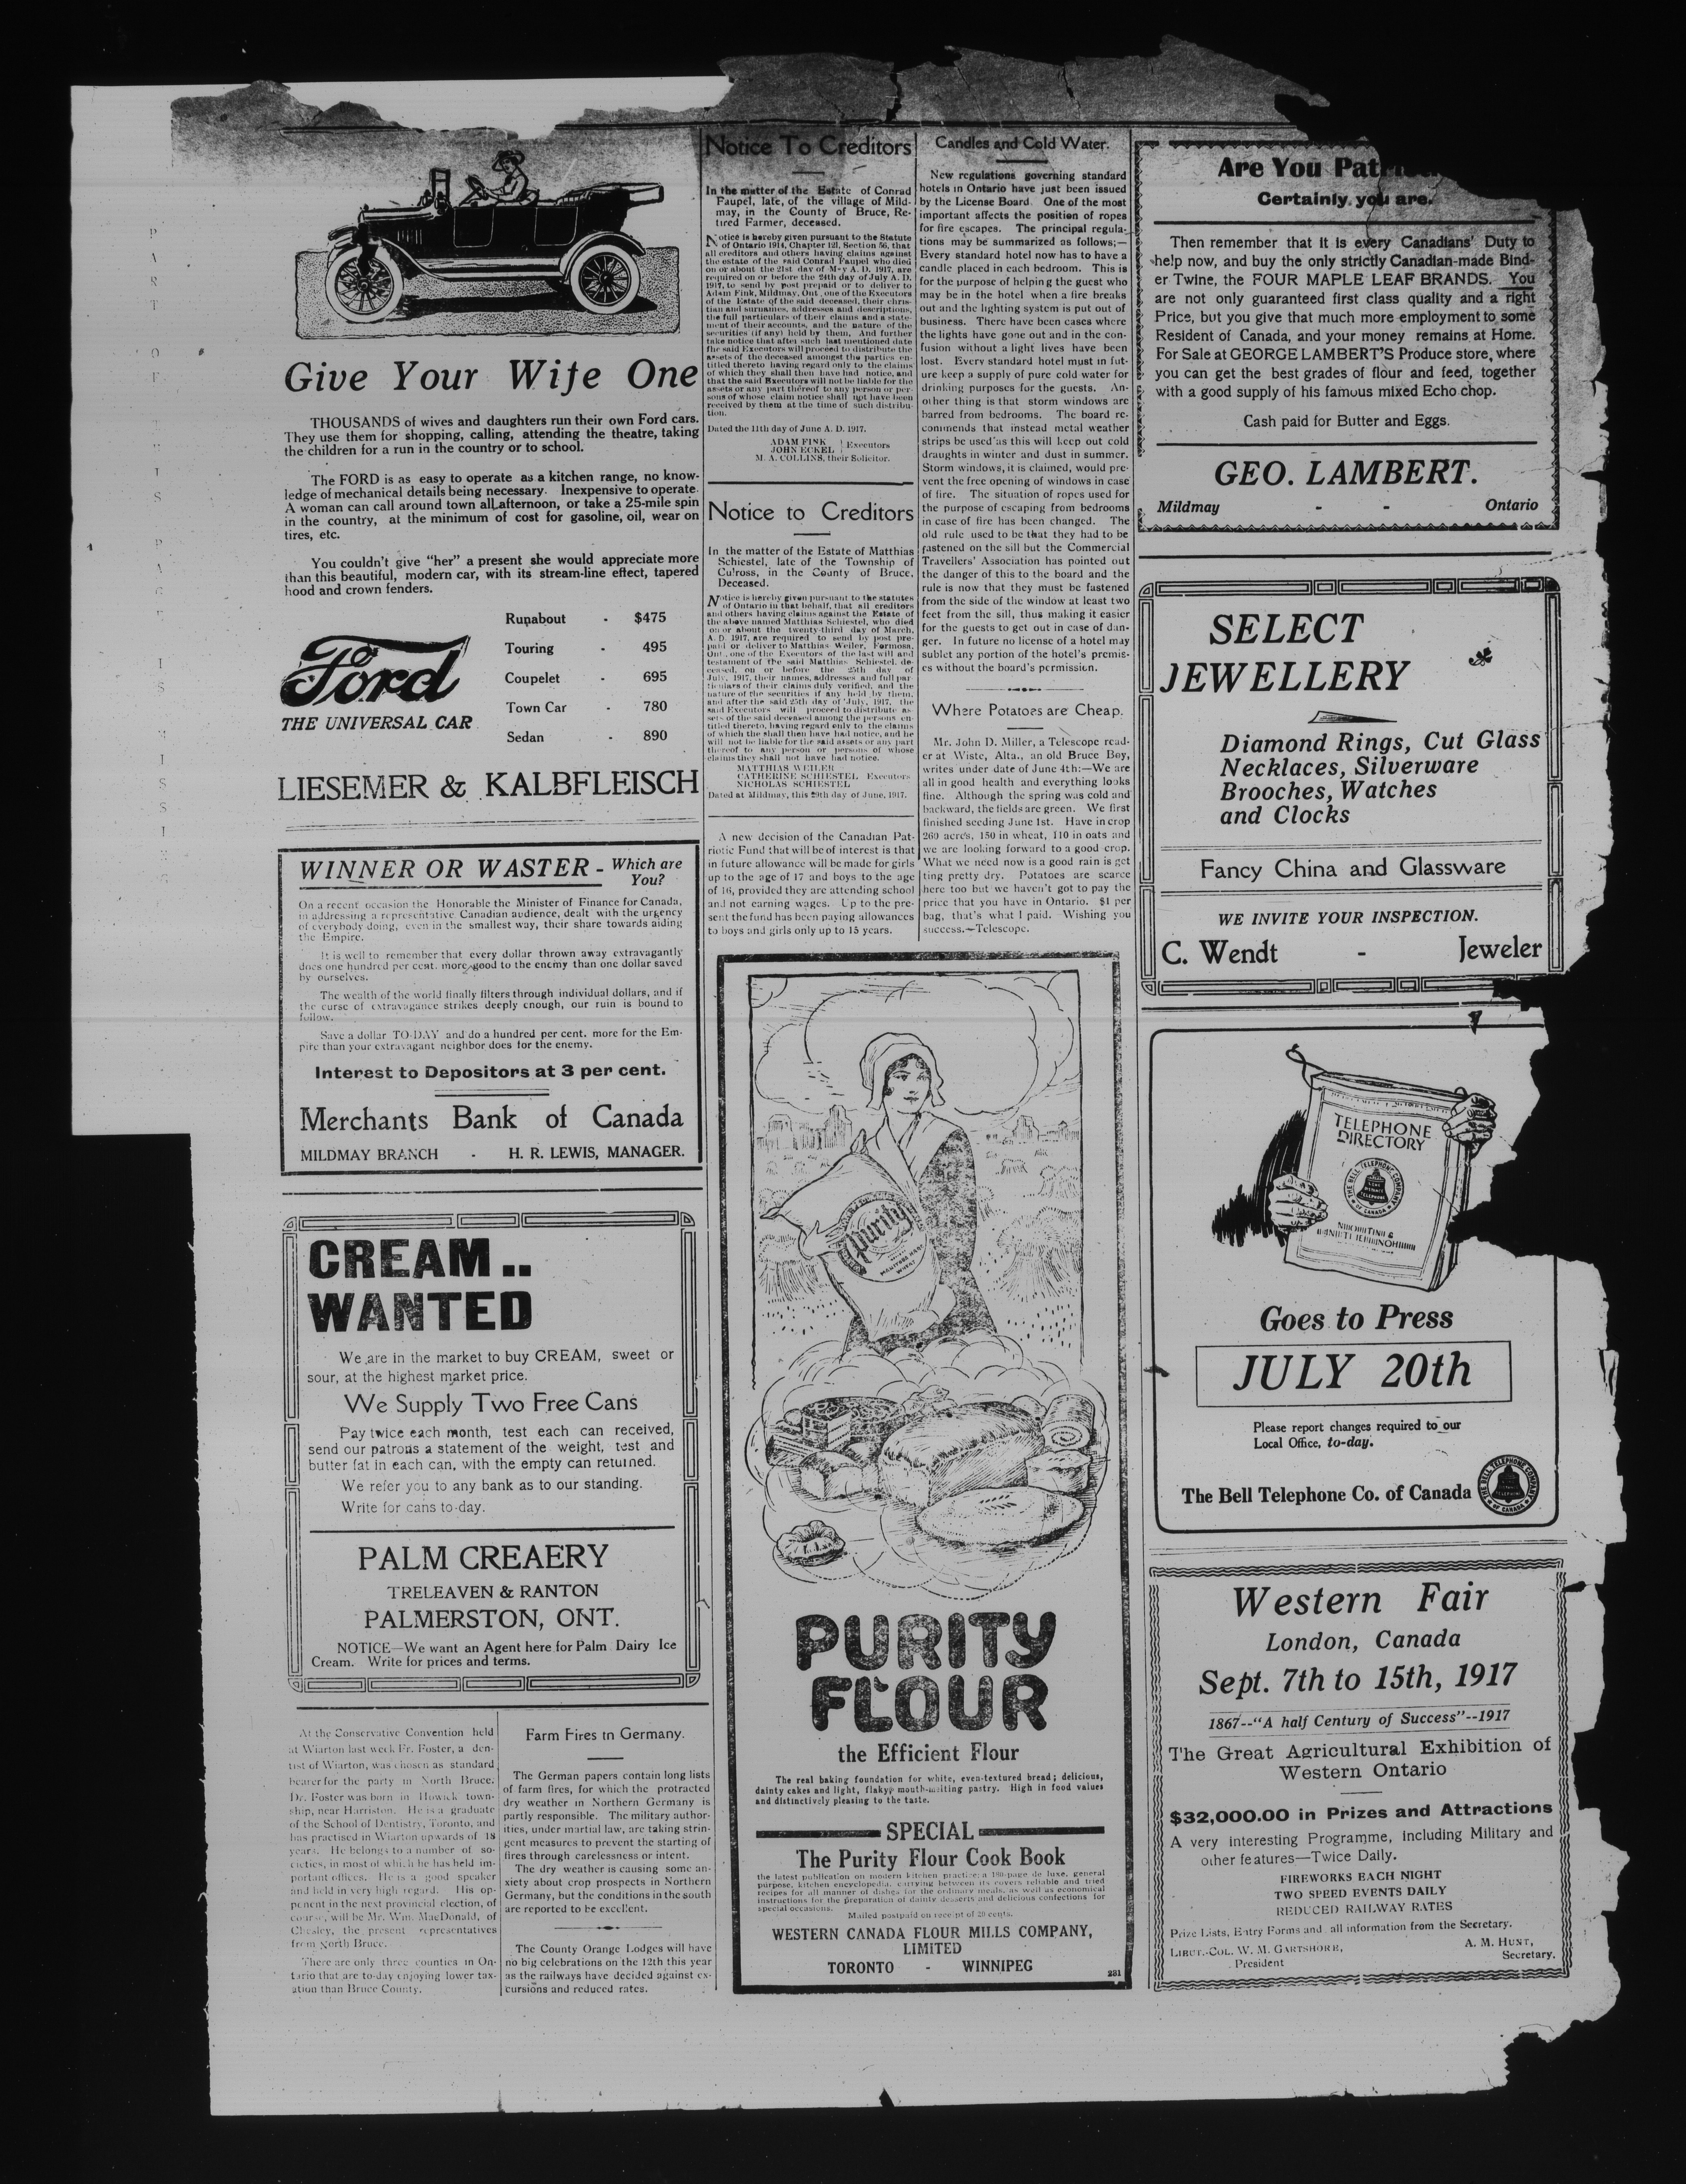 PART OF THIS PAGE IS MISSING
Give Your Wife One
THOUSANDS of wives and daughters run their own Ford cars.
They use them for shopping, calling, attending the theatre, taking
the children for a run in the country or to school.
The FORD is as easy to operate as a kitchen range, no know-
ledge of mechanical details being necessary. Inexpensive to operate.
A woman can call around town all afternoon, or take a 25-mile spin
in the country, at the minimum of cost for gasoline, oil, wear on
tires, etc.
You couldn't give "her" a present she would appreciate more
than this beautiful, modern car, with its stream-line effect, tapered
hood and crown fenders.
Ford
THE UNIVERSAL CAR
Runabout - $475
Touring - 495
Coupelet - 695
Town Car - 780
Sedan - 890
LIESEMER & KALBFLEISCH
WINNER OR WASTER - Which are
You?
On a recent occasion the Honorable the Minister of Finance for Canada,
in addressing a representative Canadian audience, dealt with the urgency
of everybody doing, even in the smallest way, their share towards aiding
the Empire.
It is well to remember that every dollar thrown away extravagantly
does one hundred per cent. more good to the enemy than one dollar saved
by ourselves.
The wealth of the world finally filters through individual dollars, and if
the curse of extravagance strikes deeply enough, our ruin is bound to
follow.
Save a dollar TO-DAY and do a hundred per cent. more for the Em-
pire than your extravagant neighbor does for the enemy.
Interest to Depositors at 3 per cent.
Merchants Bank of Canada
MILDMAY BRANCH - H. R. LEWIS, MANAGER.
CREAM ..
WANTED
We are in the market to buy CREAM, sweet or
sour, at the highest market price.
We Supply Two Free Cans
Pay twice each month, test each can received,
send our patrons a statement of the weight, test and
butter fat in each can, with the empty can returned.
We refer you to any bank as to our standing.
Write for cans to-day.
PALM CREAERY
TRELEAVEN & RANTON
PALMERSTON, ONT.
NOTICE—We want an Agent here for Palm Dairy Ice
Cream. Write for prices and terms.
At the Conservative Convention held
at Wiarton last week Fr. Foster, a den-
tist of Wiarton, was chosen as standard
bearer for the party in North Bruce.
Dr. Foster was born in Howick town-
ship, near Harriston. He is a graduate
of the School of Dentistry, Toronto, and
has practised in Wiarton upwards of 18
years. He belongs to a number of so-
cieties, in most of which he has held im-
portant offices. He is a good speaker
and held in very high regard. His op-
ponent in the next provincial election, of
course, will be Mr. Wm. MacDonald, of
Chesley, the present representatives
from North Bruce.
There are only three counties in On-
tario that are to-day enjoying lower tax-
ation than Bruce County.
Farm Fires in Germany.
The German papers contain long lists
of farm fires, for which the protracted
dry weather in Northern Germany is
partly responsible. The military author-
ities, under martial law, are taking strin-
gent measures to prevent the starting of
fires through carelessness or intent.
The dry weather is causing some an-
xiety about crop prospects in Northern
Germany, but the conditions in the south
are reported to be excellent.
The County Orange Lodges will have
no big celebrations on the 12th this year
as the railways have decided against ex-
cursions and reduced rates.
Notice To Creditors
In the matter of the Estate of Conrad
Faupel, late, of the village of Mild-
may, in the County of Bruce, Re-
tired Farmer, deceased.
Notice is hereby given pursuant to the Statute
of Ontario 1914, Chapter 121, Section 56, that
all creditors and others having claims against
the estate of the said Conrad Faupel who died
on or about the 21st day of May A. D. 1917, are
required on or before the 24th day of July A. D.
1917, to send by post prepaid or to deliver to
Adam Fink, Mildmay, Ont., one of the Executors
of the Estate of the said deceased, their chris-
tian and surnames, addresses and descriptions,
the full particulars of their claims and a state-
ment of their accounts, and the nature of the
securities (if any) held by them, And further
take notice that after such last mentioned date
the said Executors will proceed to distribute the
assets of the deceased amongst the parties en-
titled thereto having regard only to the claims
of which they shall then have had notice, and
that the said Executors will not be liable for the
assets or any part thereof to any person or per-
sons of whose claim notice shall not have been
received by them at the time of such distribu-
tion.
Dated the 11th day of June A. D. 1917.
ADAM FINK
JOHN ECKEL } Executors
M. A. COLLINS, their Solicitor.
Notice to Creditors
In the matter of the Estate of Matthias
Schiestel, late of the Township of
Culross, in the County of Bruce,
Deceased.
Notice is hereby given pursuant to the statutes
of Ontario in that behalf, that all creditors
and others having claims against the Estate of
the above named Matthias Schiestel, who died
on or about the twenty-third day of March,
A. D. 1917, are required to send by post pre-
paid or deliver to Matthias Weiler, Formosa,
Ont., one of the Executors of the last will and
testament of the said Matthias Schiestel, de-
ceased, on or before the 25th day of
July, 1917, their names, addresses and full par-
ticulars of their claims duly verified, and the
nature of the securities if any held by them,
and after the said 25th day of July, 1917, the
said Executors will proceed to distribute as-
sets of the said deceased among the persons en-
titled thereto, having regard only to the claims
of which the shall then have had notice, and he
will not be liable for the said assets or any part
thereof to any person or persons of whose
claims they shall not have had notice.
MATTHIAS WEILER
CATHERINE SCHIESTEL Executors
NICHOLAS SCHIESTEL
Dated at Mildmay, this 29th day of June, 1917.
A new decision of the Canadian Pat-
riotic Fund that will be of interest is that
in future allowance will be made for girls
up to the age of 17 and boys to the age
of 16, provided they are attending school
and not earning wages. Up to the pre-
sent the fund has been paying allowances
to boys and girls only up to 15 years.
Candles and Cold Water.
New regulations governing standard
hotels in Ontario have just been issued
by the License Board. One of the most
important affects the position of ropes
for fire escapes. The principal regula-
tions may be summarized as follows;—
Every standard hotel now has to have a
candle placed in each bedroom. This is
for the purpose of helping the guest who
may be in the hotel when a fire breaks
out and the lighting system is put out of
business. There have been cases where
the lights have gone out and in the con-
fusion without a light lives have been
lost. Every standard hotel must in fut-
ure keep a supply of pure cold water for
drinking purposes for the guests. An-
other thing is that storm windows are
barred from bedrooms. The board re-
commends that instead metal weather
strips be used as this will keep out cold
draughts in winter and dust in summer.
Storm windows, it is claimed, would pre-
vent the free opening of windows in case
of fire. The situation of ropes used for
the purpose of escaping from bedrooms
in case of fire has been changed. The
old rule used to be that they had to be
fastened on the sill but the Commercial
Travellers' Association has pointed out
the danger of this to the board and the
rule is now that they must be fastened
from the side of the window at least two
feet from the sill, thus making it easier
for the guests to get out in case of dan-
ger. In future no license of a hotel may
sublet any portion of the hotel's premis-
es without the board's permission.
Where Potatoes are Cheap.
Mr. John D. Miller, a Telescope read-
er at Wiste, Alta., an old Bruce Boy,
writes under date of June 4th:—We are
all in good health and everything looks
fine. Although the spring was cold and
backward, the fields are green. We first
finished seeding June 1st. Have in crop
260 acres, 150 in wheat, 110 in oats and
we are looking forward to a good crop.
What we need now is a good rain is get
ting pretty dry. Potatoes are scarce
here too but we haven't got to pay the
price that you have in Ontario. $1 per
bag, that's what I paid. Wishing you
success.—Telescope.
Purity
MANITOBA HARD
WHEAT
PURITY
FLOUR
the Efficient Flour
The real baking foundation for white, even-textured bread; delicious,
dainty cakes and light, flaky, mouth-melting pastry. High in food values
and distinctively pleasing to the taste.
SPECIAL
The Purity Flour Cook Book
the latest publication on modern kitchen practice; a 180-page de luxe, general
purpose, kitchen encyclopedia, carrying between its covers reliable and tried
recipes for all manner of dishes for the ordinary meals, as well as economical
instructions for the preparation of dainty desserts and delicious confections for
special occasions. Mailed postpaid on receipt of 20 cents.
WESTERN CANADA FLOUR MILLS COMPANY,
LIMITED
TORONTO - WINNIPEG
231
Are You
Certainly you are.
Then remember that it is every Canadians' Duty to
help now, and buy the only strictly Canadian-made Bind-
er Twine, the FOUR MAPLE LEAF BRANDS. You
are not only guaranteed first class quality and a right
Price, but you give that much more employment to some
Resident of Canada, and your money remains at Home.
For Sale at GEORGE LAMBERT'S Produce store, where
you can get the best grades of flour and feed, together
with a good supply of his famous mixed Echo chop.
Cash paid for Butter and Eggs.
GEO. LAMBERT.
Mildmay - - Ontario
SELECT
JEWELLERY
Diamond Rings, Cut Glass
Necklaces, Silverware
Brooches, Watches
and Clocks
Fancy China and Glassware
WE INVITE YOUR INSPECTION.
C. Wendt - Jeweler
TELEPHONE
DIRECTORY
THE BELL TELEPHONE COMPANY OF CANADA
Goes to Press
JULY 20th
Please report changes required to our
Local Office, to-day.
The Bell Telephone Co. of Canada
THE BELL TELEPHONE COMPANY OF CANADA
Western Fair
London, Canada
Sept. 7th to 15th, 1917
1867--"A half Century of Success"--1917
The Great Agricultural Exhibition of
Western Ontario
$32,000.00 in Prizes and Attractions
A very interesting Programme, including Military and
other features—Twice Daily.
FIREWORKS EACH NIGHT
TWO SPEED EVENTS DAILY
REDUCED RAILWAY RATES
Prize Lists, Entry Forms and all information from the Secretary.
LIEUT.-COL. W. M. GARTSHORE,
President
A. M. HUNT,
Secretary.